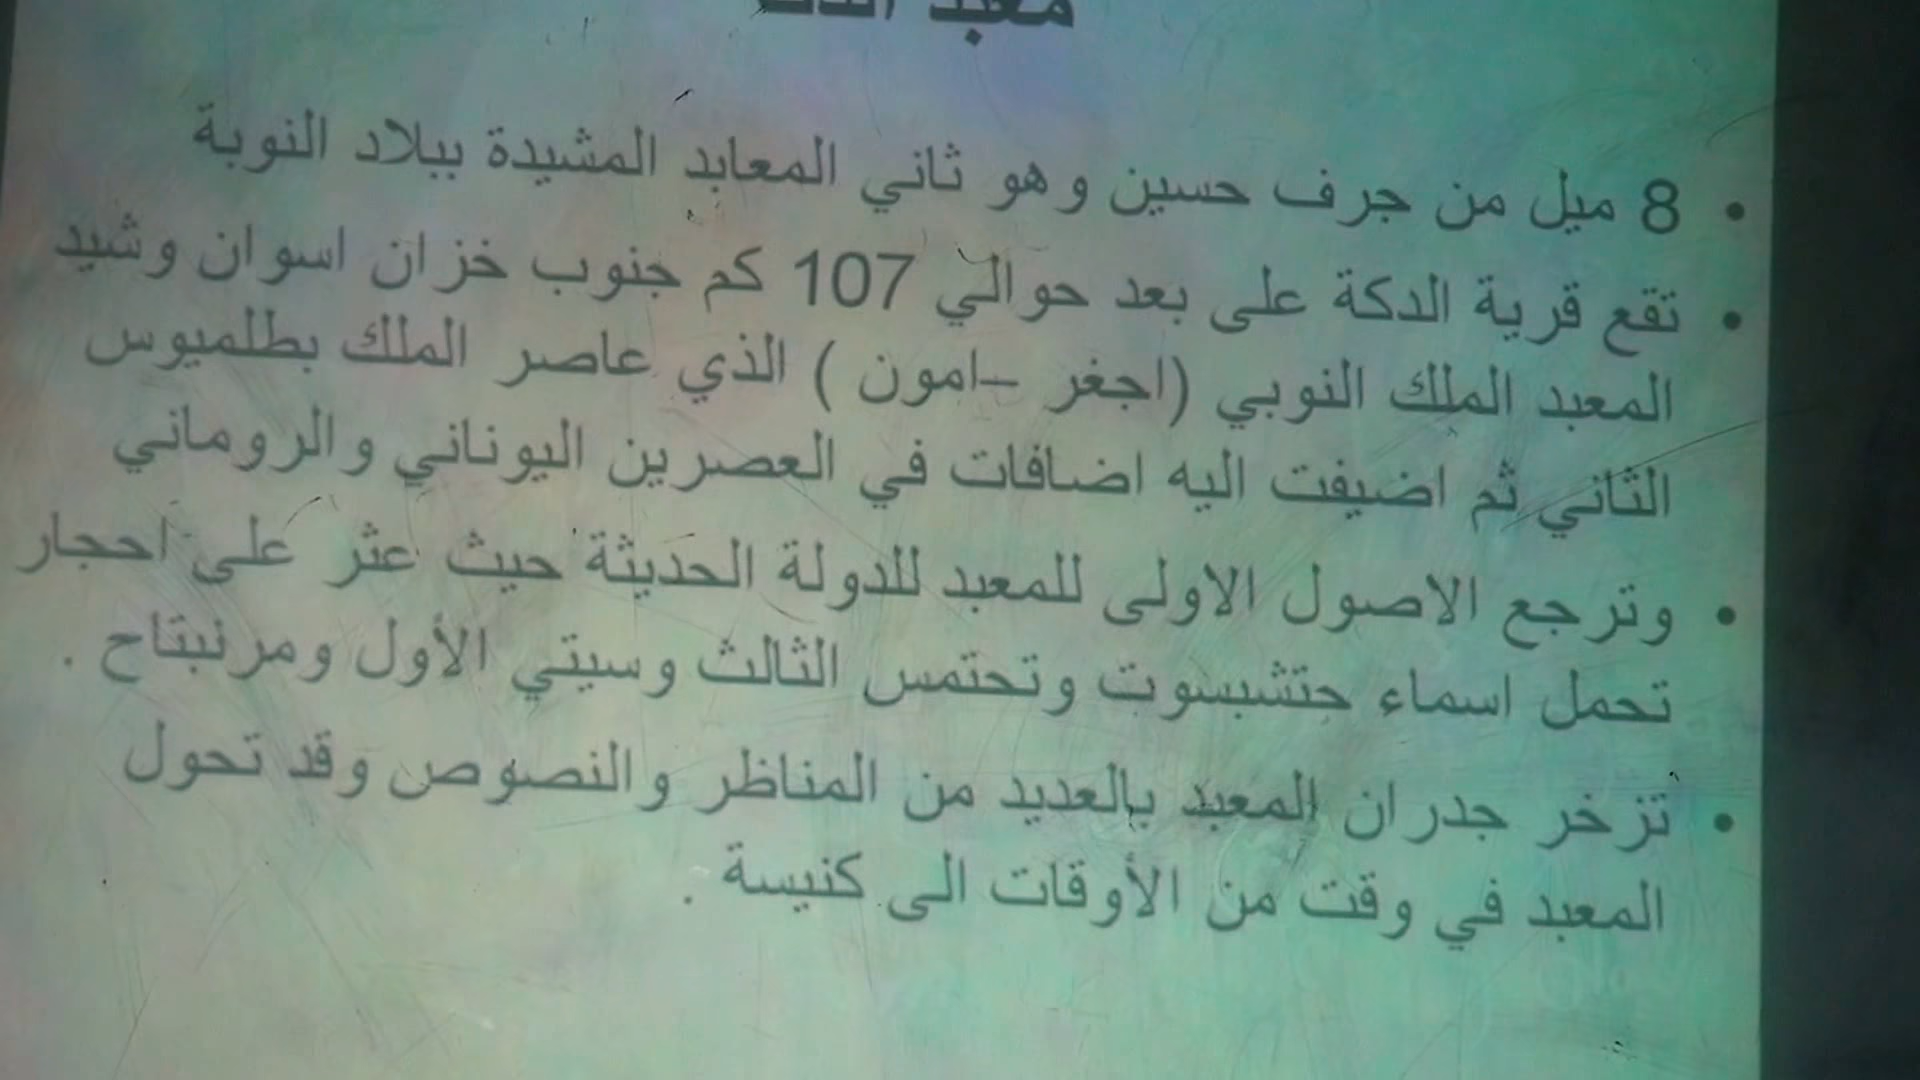 معبد الدكة
• 8 ميل من جرف حسين وهو ثاني المعابد المشيدة ببلاد النوبة
• تقع قرية الدكة على بعد حوالي 107 كم جنوب خزان اسوان وشيد
المعبد الملك النوبي (اجغر –امون ) الذي عاصر الملك بطلميوس
الثاني ثم اضيفت اليه اضافات في العصرين اليوناني والروماني
• وترجع الاصول الاولى للمعبد للدولة الحديثة حيث عثر على احجار
تحمل اسماء حتشبسوت وتحتمس الثالث وسيتي الأول ومرنبتاح .
• تزخر جدران المعبد بالعديد من المناظر والنصوص وقد تحول
المعبد في وقت من الأوقات الى كنيسة .